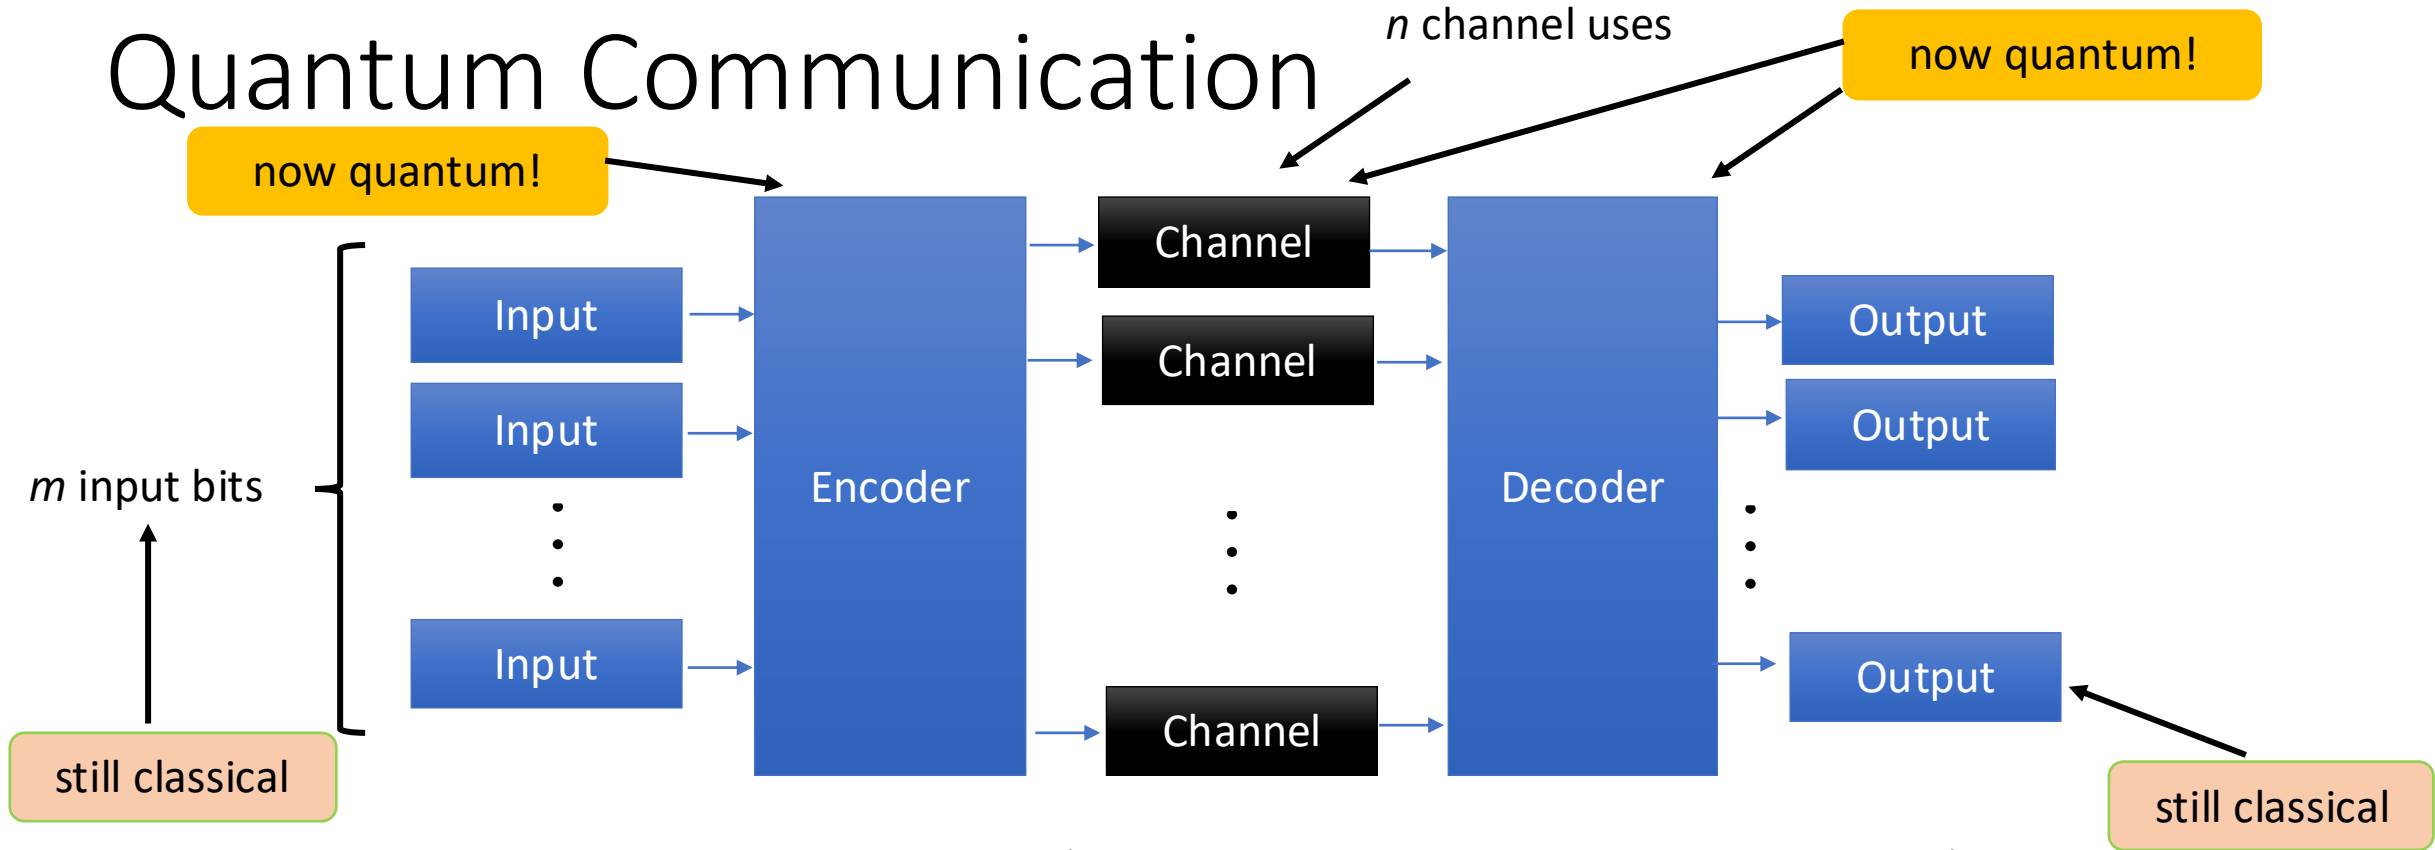 Quantum Communication
n channel uses
now quantum!
now quantum!
Channel
Input
Channel
Output
Input
Output
m input bits
Encoder
Decoder
Input
Output
Channel
still classical
still classical